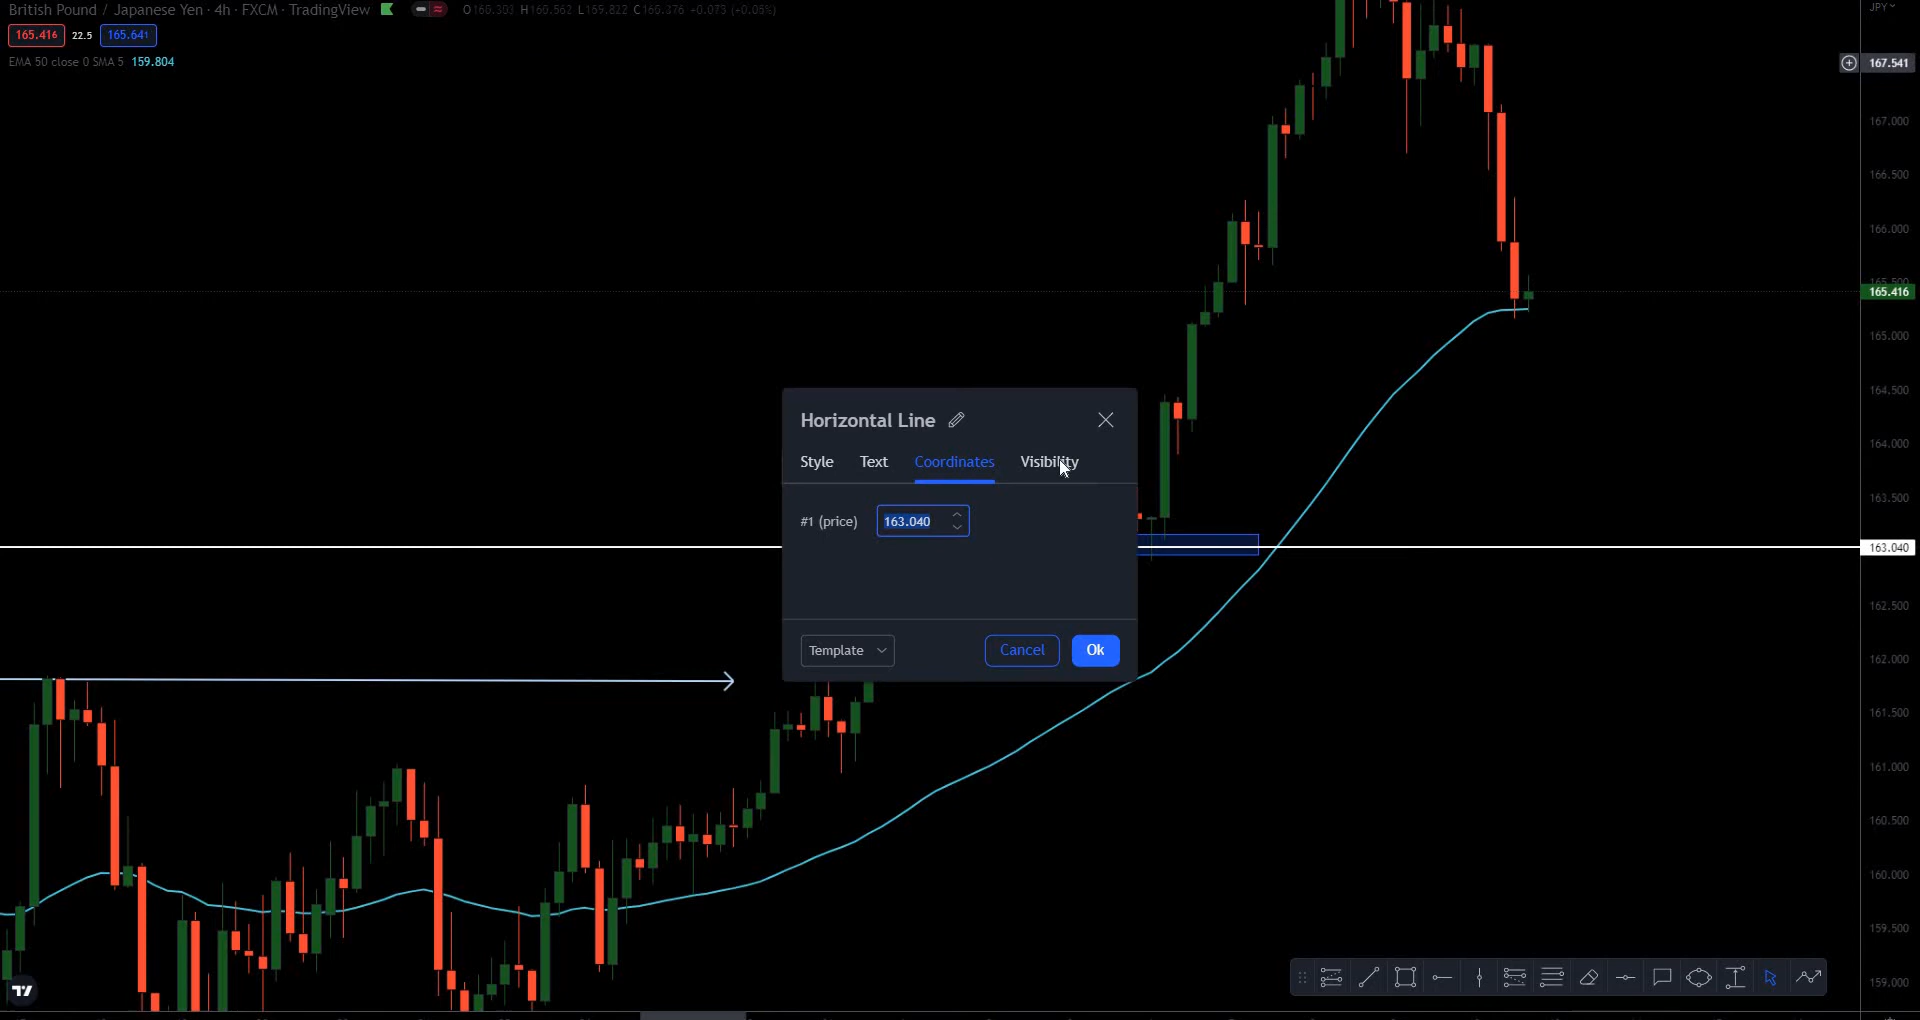 British Pound / Japanese Yen · 4h · FXCM · TradingView
JPY
165.416 22.5 165.641
EMA 50 close 0 SMA 5 159.804
167.541
167.000
166.500
166.000
165.416
165.000
164.500
164.000
163.500
163.040
162.500
162.000
161.500
161.000
160.500
160.000
159.500
159.000
Horizontal Line
Style Text Coordinates Visibility
#1 (price) 163.040
Template Cancel Ok